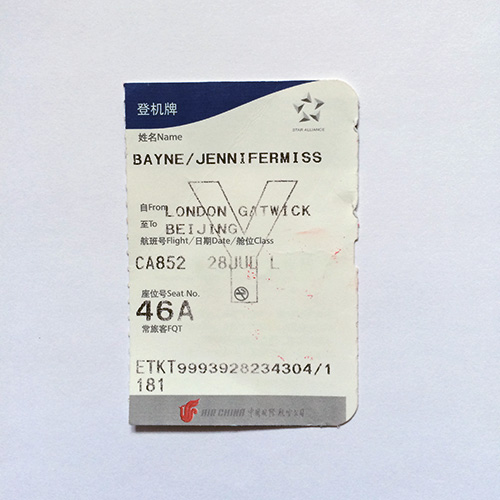 登机牌
STAR ALLIANCE
姓名Name
BAYNE/JENNIFERMISS
Y
自From LONDON GATWICK
至To BEIJING
航班号Flight/日期Date/舱位Class
CA852 28JUL L
座位号Seat No.
46A
常旅客FQT
ETKT9993928234304/1
181
AIR CHINA 中国国际航空公司